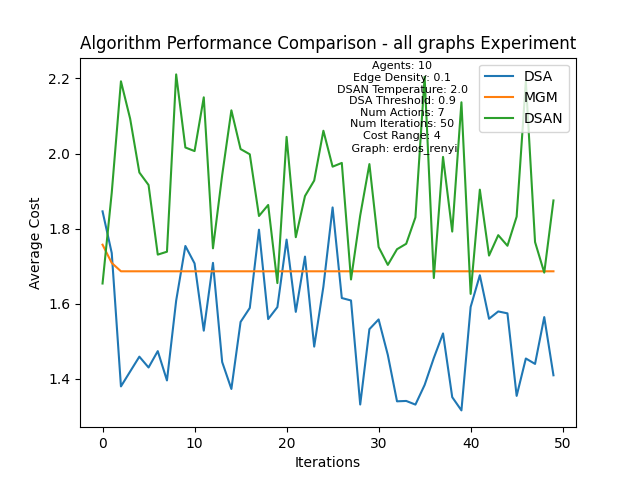 Algorithm Performance Comparison - all graphs Experiment
Agents: 10
Edge Density: 0.1
DSAN Temperature: 2.0
DSA Threshold: 0.9
Num Actions: 7
Num Iterations: 50
Cost Range: 4
Graph: erdos_renyi
DSA
MGM
DSAN
Average Cost
2.2
2.0
1.8
1.6
1.4
0
10
20
30
40
50
Iterations